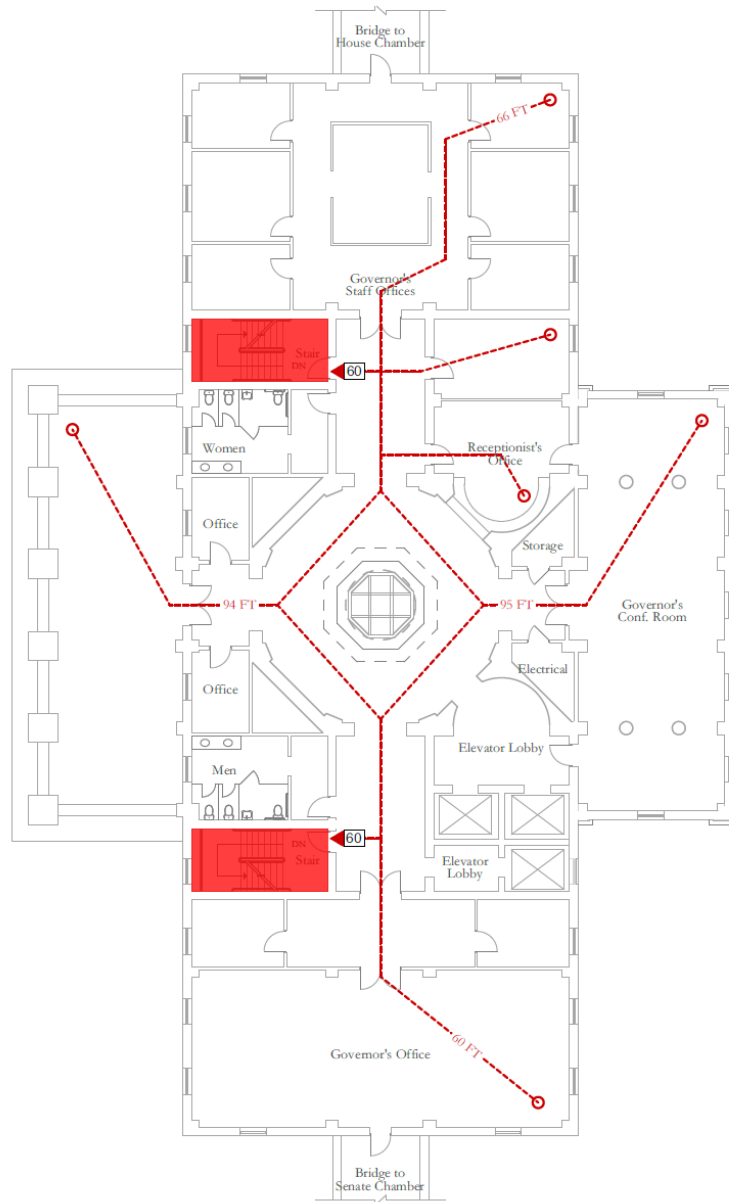 Bridge to
House Chamber
66 FT
Governor's
Staff Offices
Stair
DN
60
Women
Receptionist's
Office
Office
Storage
94 FT
95 FT
Governor's
Conf. Room
Office
Electrical
Elevator Lobby
Men
60
DN
Stair
Elevator
Lobby
60 FT
Governor's Office
Bridge to
Senate Chamber